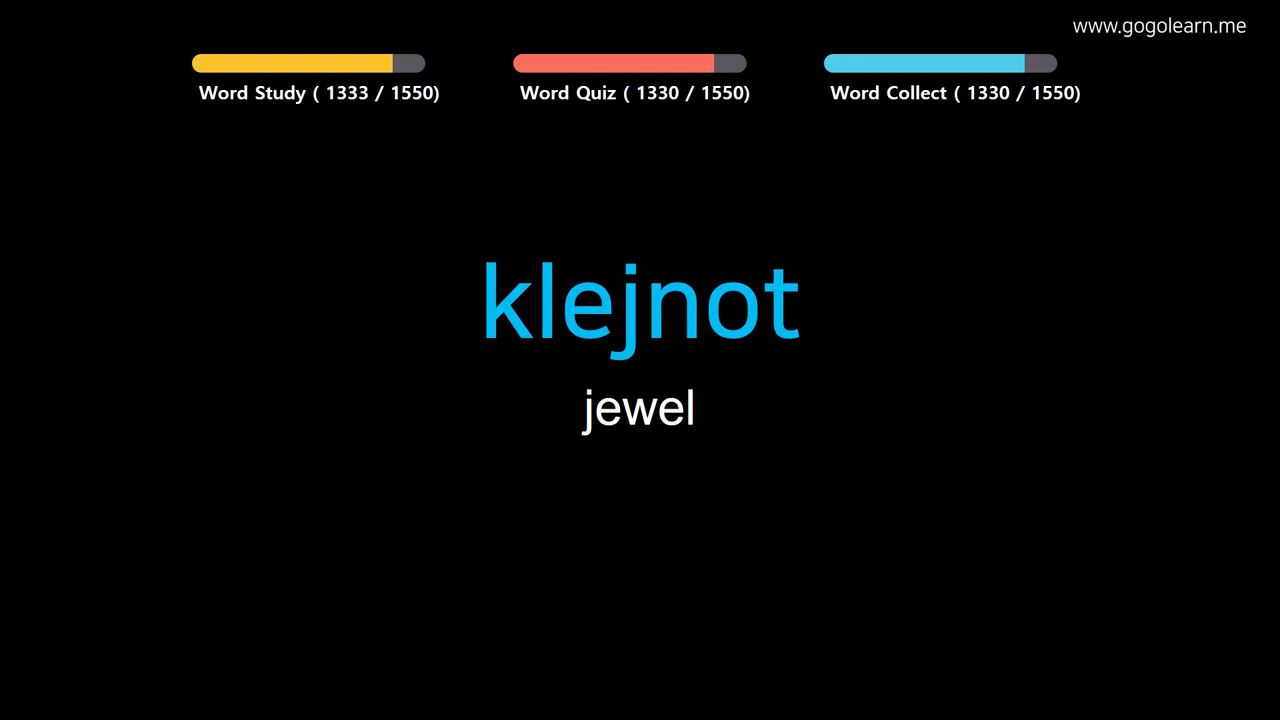 www.gogolearn.me
Word Study ( 1333 / 1550)
Word Quiz ( 1330 / 1550)
Word Collect ( 1330 / 1550)
klejnot
jewel